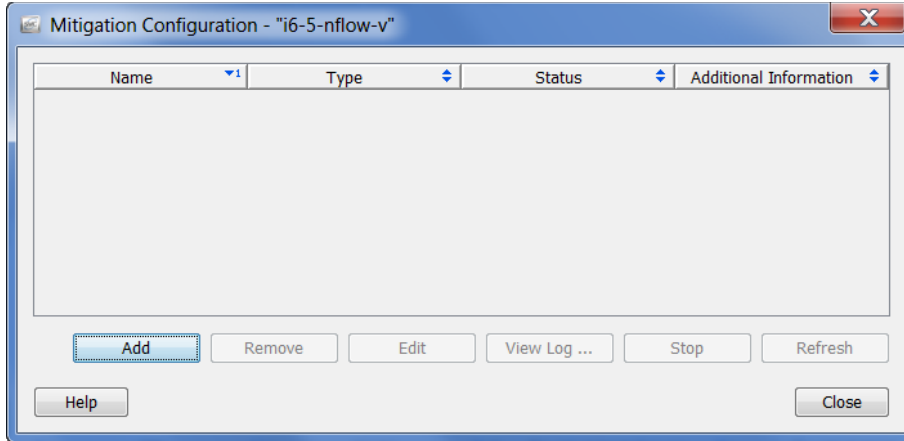 Mitigation Configuration - "i6-5-nflow-v"
X
Name 1 Type Status Additional Information
Add Remove Edit View Log ... Stop Refresh
Help Close